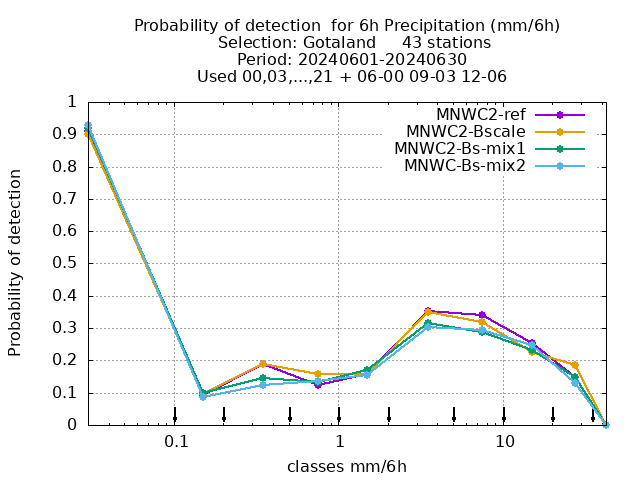 Probability of detection  for 6h Precipitation (mm/6h)
Selection: Gotaland     43 stations
Period: 20240601-20240630
Used 00,03,...,21 + 06-00 09-03 12-06
MNWC2-ref
MNWC2-Bscale
MNWC2-Bs-mix1
MNWC-Bs-mix2
Probability of detection
1
0.9
0.8
0.7
0.6
0.5
0.4
0.3
0.2
0.1
0
0.1 1 10
classes mm/6h